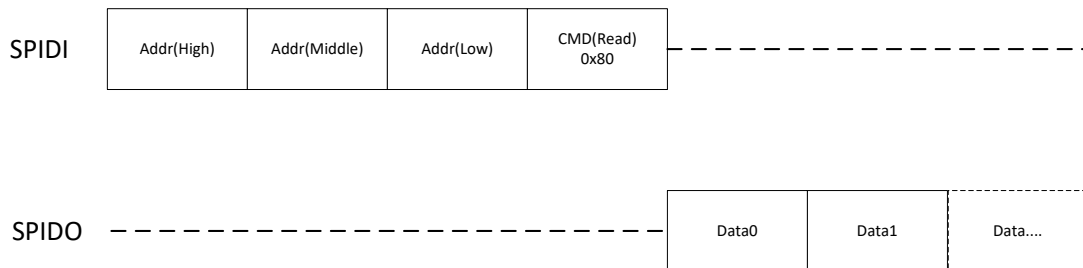 SPIDI
Addr(High)
Addr(Middle)
Addr(Low)
CMD(Read)
0x80
SPIDO
Data0
Data1
Data....